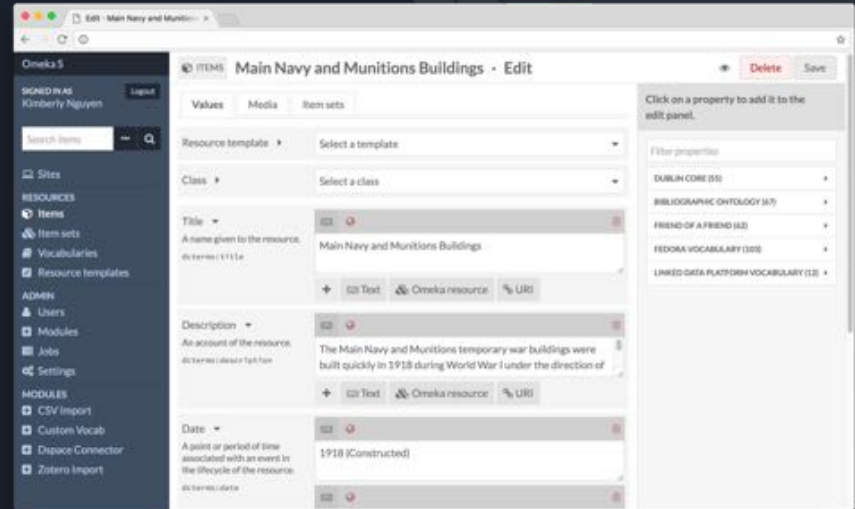 Edit · Main Navy and Munitions
Omeka S
SIGNED IN AS
Kimberly Nguyen
Logout
Search items
Sites
RESOURCES
Items
Item sets
Vocabularies
Resource templates
ADMIN
Users
Modules
Jobs
Settings
MODULES
CSV Import
Custom Vocab
Dspace Connector
Zotero Import
ITEMS Main Navy and Munitions Buildings · Edit
Delete Save
Values Media Item sets
Resource template Select a template
Class Select a class
Title
A name given to the resource.
dcterms:title
Main Navy and Munitions Buildings
+ Text Omeka resource URI
Description
An account of the resource.
dcterms:description
The Main Navy and Munitions temporary war buildings were
built quickly in 1918 during World War I under the direction of
+ Text Omeka resource URI
Date
A point or period of time
associated with an event in
the lifecycle of the resource.
dcterms:date
1918 (Constructed)
Click on a property to add it to the
edit panel.
Filter properties
DUBLIN CORE (55)
BIBLIOGRAPHIC ONTOLOGY (67)
FRIEND OF A FRIEND (62)
FEDORA VOCABULARY (103)
LINKED DATA PLATFORM VOCABULARY (12)